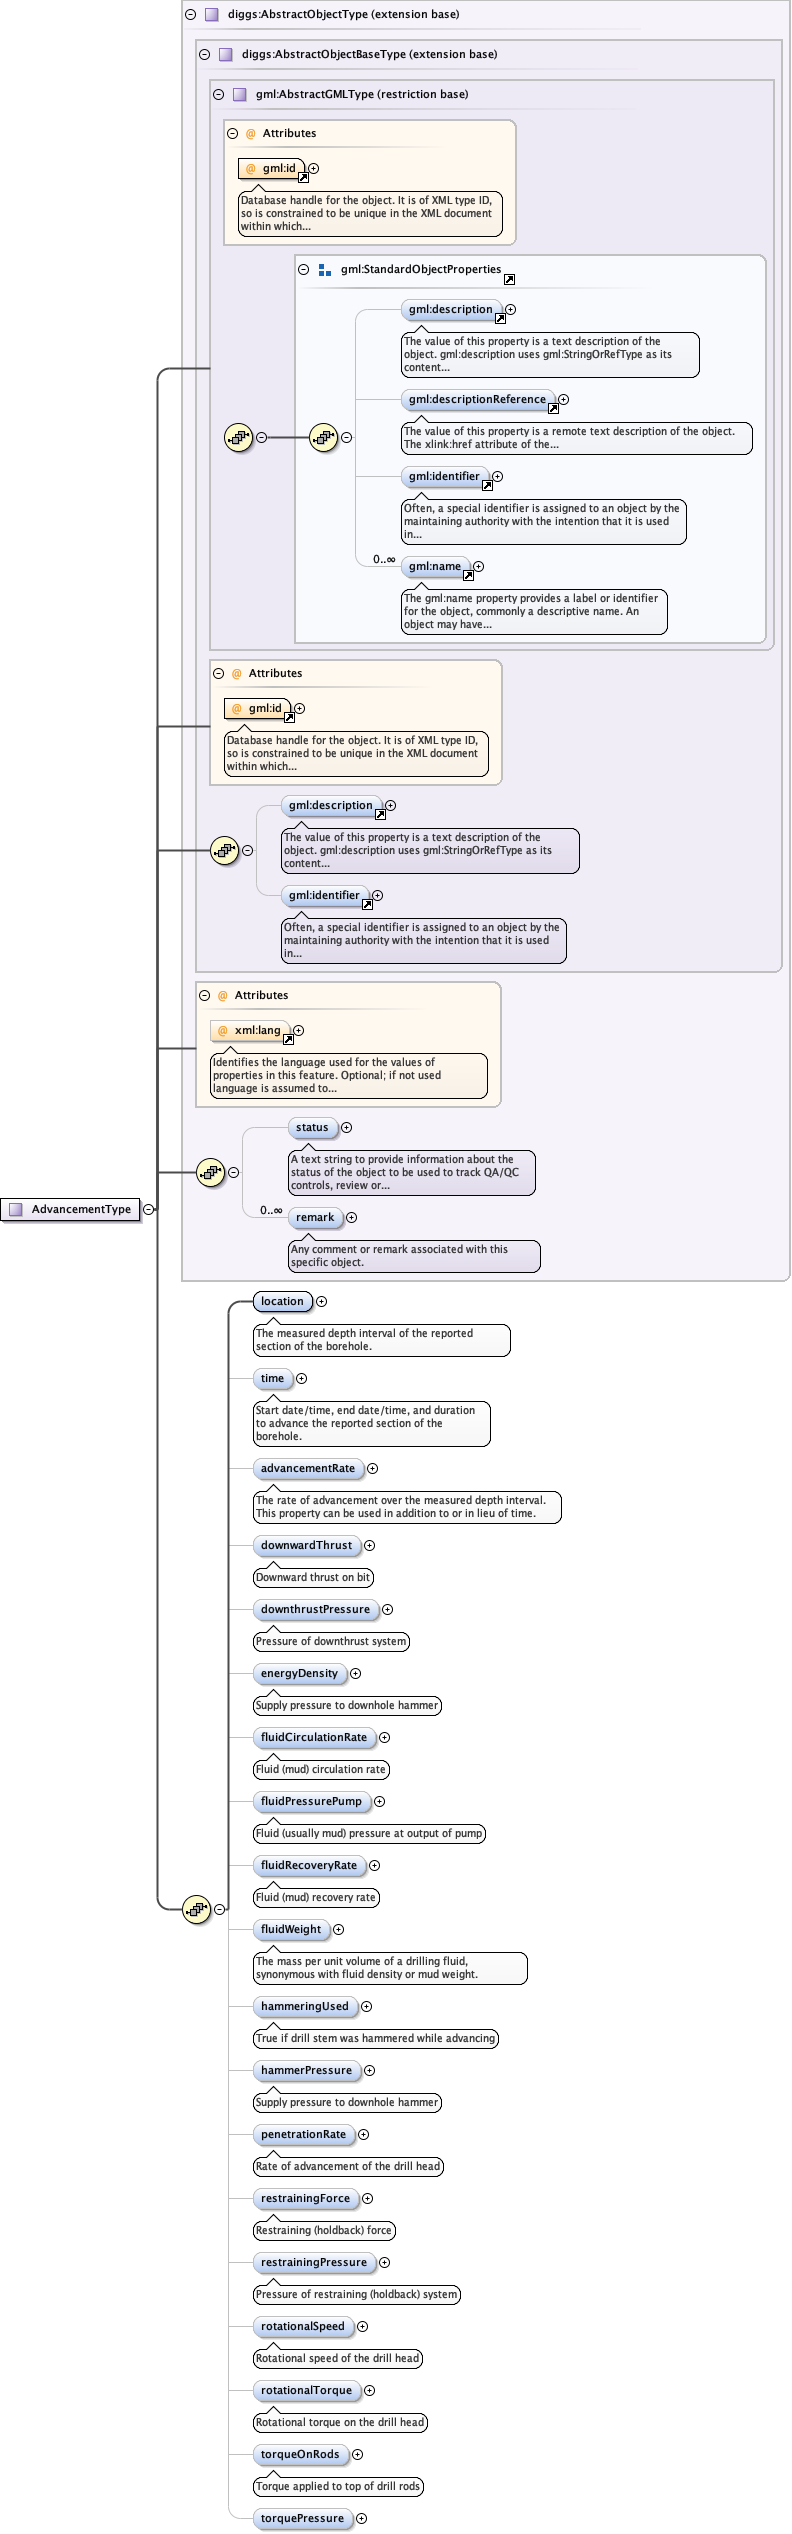 diggs:AbstractObjectType (extension base)
diggs:AbstractObjectBaseType (extension base)
gml:AbstractGMLType (restriction base)
@ Attributes
@ gml:id
Database handle for the object. It is of XML type ID,
so is constrained to be unique in the XML document
within which...
gml:StandardObjectProperties
gml:description
The value of this property is a text description of the
object. gml:description uses gml:StringOrRefType as its
content...
gml:descriptionReference
The value of this property is a remote text description of the object.
The xlink:href attribute of the...
gml:identifier
Often, a special identifier is assigned to an object by the
maintaining authority with the intention that it is used
in...
0..∞
gml:name
The gml:name property provides a label or identifier
for the object, commonly a descriptive name. An
object may have...
@ Attributes
@ gml:id
Database handle for the object. It is of XML type ID,
so is constrained to be unique in the XML document
within which...
gml:description
The value of this property is a text description of the
object. gml:description uses gml:StringOrRefType as its
content...
gml:identifier
Often, a special identifier is assigned to an object by the
maintaining authority with the intention that it is used
in...
@ Attributes
@ xml:lang
Identifies the language used for the values of
properties in this feature. Optional; if not used
language is assumed to...
status
A text string to provide information about the
status of the object to be used to track QA/QC
controls, review or...
AdvancementType
0..∞
remark
Any comment or remark associated with this
specific object.
location
The measured depth interval of the reported
section of the borehole.
time
Start date/time, end date/time, and duration
to advance the reported section of the
borehole.
advancementRate
The rate of advancement over the measured depth interval.
This property can be used in addition to or in lieu of time.
downwardThrust
Downward thrust on bit
downthrustPressure
Pressure of downthrust system
energyDensity
Supply pressure to downhole hammer
fluidCirculationRate
Fluid (mud) circulation rate
fluidPressurePump
Fluid (usually mud) pressure at output of pump
fluidRecoveryRate
Fluid (mud) recovery rate
fluidWeight
The mass per unit volume of a drilling fluid,
synonymous with fluid density or mud weight.
hammeringUsed
True if drill stem was hammered while advancing
hammerPressure
Supply pressure to downhole hammer
penetrationRate
Rate of advancement of the drill head
restrainingForce
Restraining (holdback) force
restrainingPressure
Pressure of restraining (holdback) system
rotationalSpeed
Rotational speed of the drill head
rotationalTorque
Rotational torque on the drill head
torqueOnRods
Torque applied to top of drill rods
torquePressure